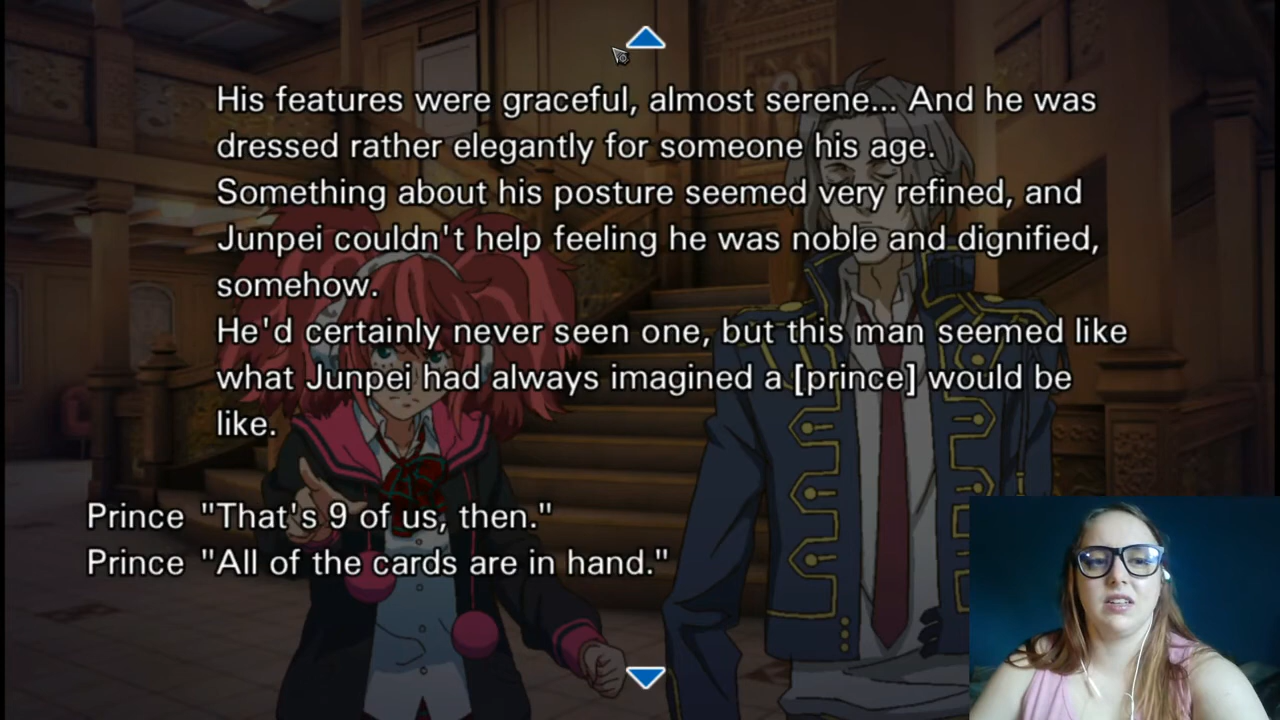 His features were graceful, almost serene... And he was
dressed rather elegantly for someone his age.
Something about his posture seemed very refined, and
Junpei couldn't help feeling he was noble and dignified,
somehow.
He'd certainly never seen one, but this man seemed like
what Junpei had always imagined a [prince] would be
like.
Prince "That's 9 of us, then."
Prince "All of the cards are in hand."